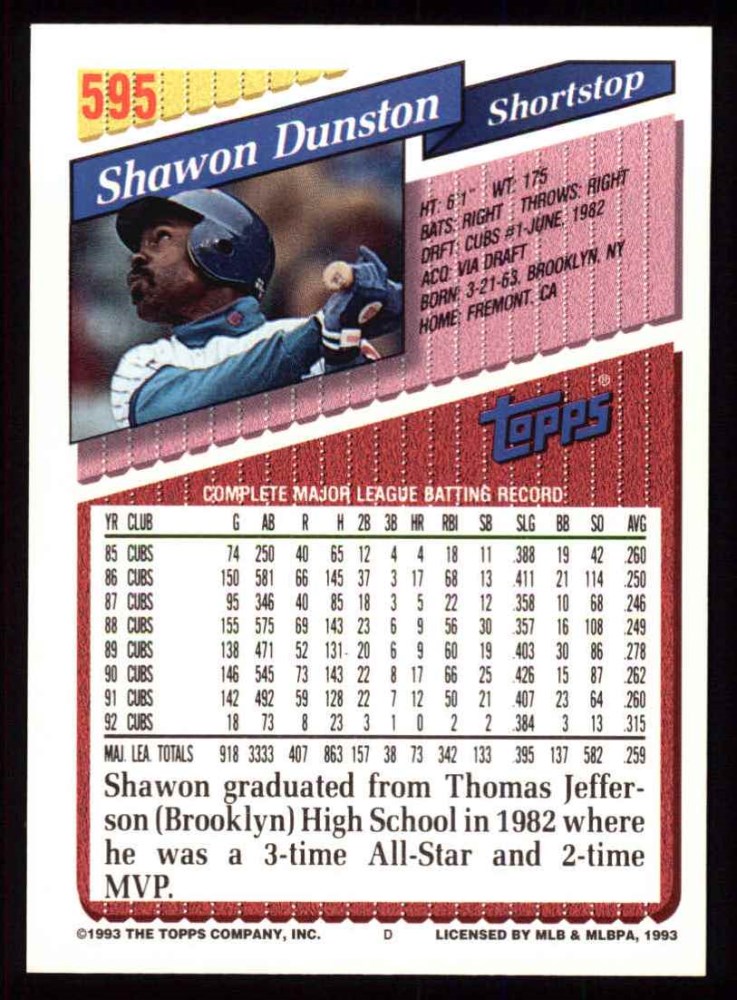 595
Shawon Dunston
Shortstop
HT: 6'1" WT: 175
BATS: RIGHT THROWS: RIGHT
DRFT: CUBS #1-JUNE, 1982
ACQ: VIA DRAFT
BORN: 3-21-63, BROOKLYN, NY
HOME: FREMONT, CA
topps®
COMPLETE MAJOR LEAGUE BATTING RECORD
YR CLUB G AB R H 2B 3B HR RBI SB SLG BB SO AVG
85 CUBS 74 250 40 65 12 4 4 18 11 .388 19 42 .260
86 CUBS 150 581 66 145 37 3 17 68 13 .411 21 114 .250
87 CUBS 95 346 40 85 18 3 5 22 12 .358 10 68 .246
88 CUBS 155 575 69 143 23 6 9 56 30 .357 16 108 .249
89 CUBS 138 471 52 131 20 6 9 60 19 .403 30 86 .278
90 CUBS 146 545 73 143 22 8 17 66 25 .426 15 87 .262
91 CUBS 142 492 59 128 22 7 12 50 21 .407 23 64 .260
92 CUBS 18 73 8 23 3 1 0 2 2 .384 3 13 .315
MAJ. LEA. TOTALS 918 3333 407 863 157 38 73 342 133 .395 137 582 .259
Shawon graduated from Thomas Jeffer-
son (Brooklyn) High School in 1982 where
he was a 3-time All-Star and 2-time
MVP.
©1993 THE TOPPS COMPANY, INC. D LICENSED BY MLB & MLBPA, 1993